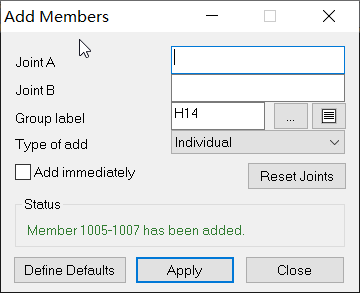 Add Members
Joint A
Joint B
Group label H14 ...
Type of add Individual
Add immediately Reset Joints
Status
Member 1005-1007 has been added.
Define Defaults Apply Close